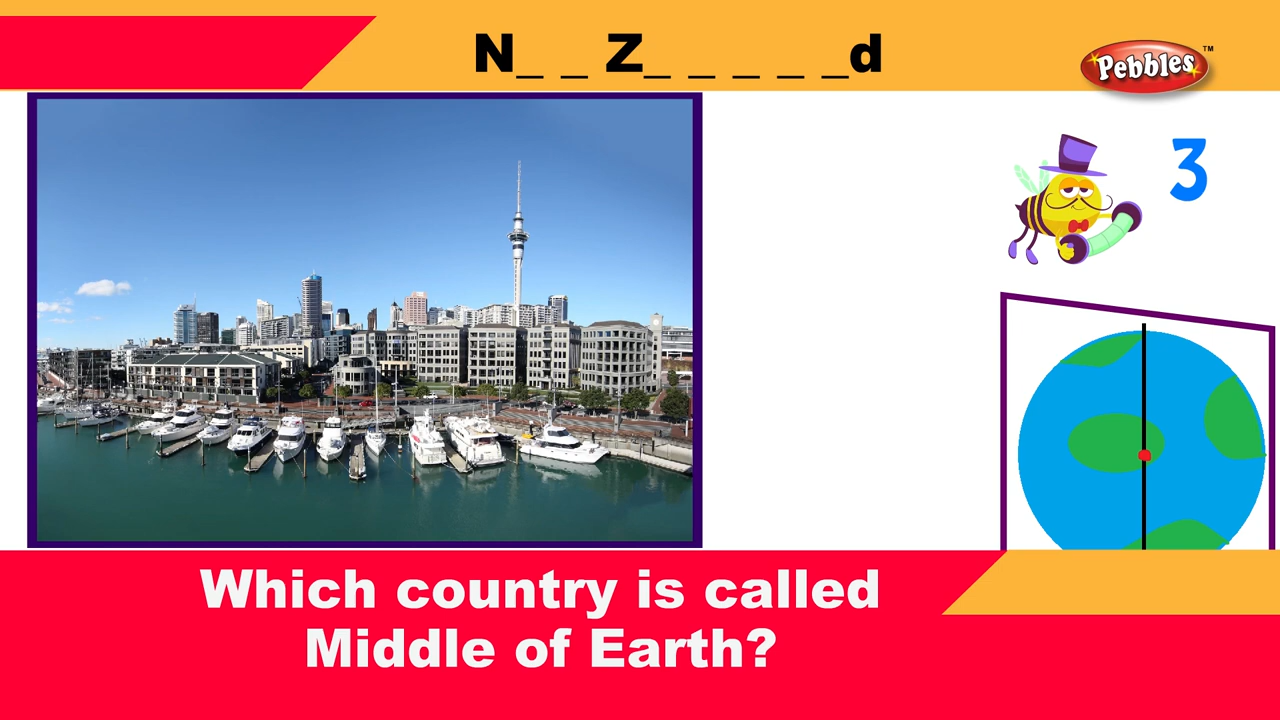 N_ _ Z_ _ _ _ _d
Pebbles™
3
Which country is called
Middle of Earth?